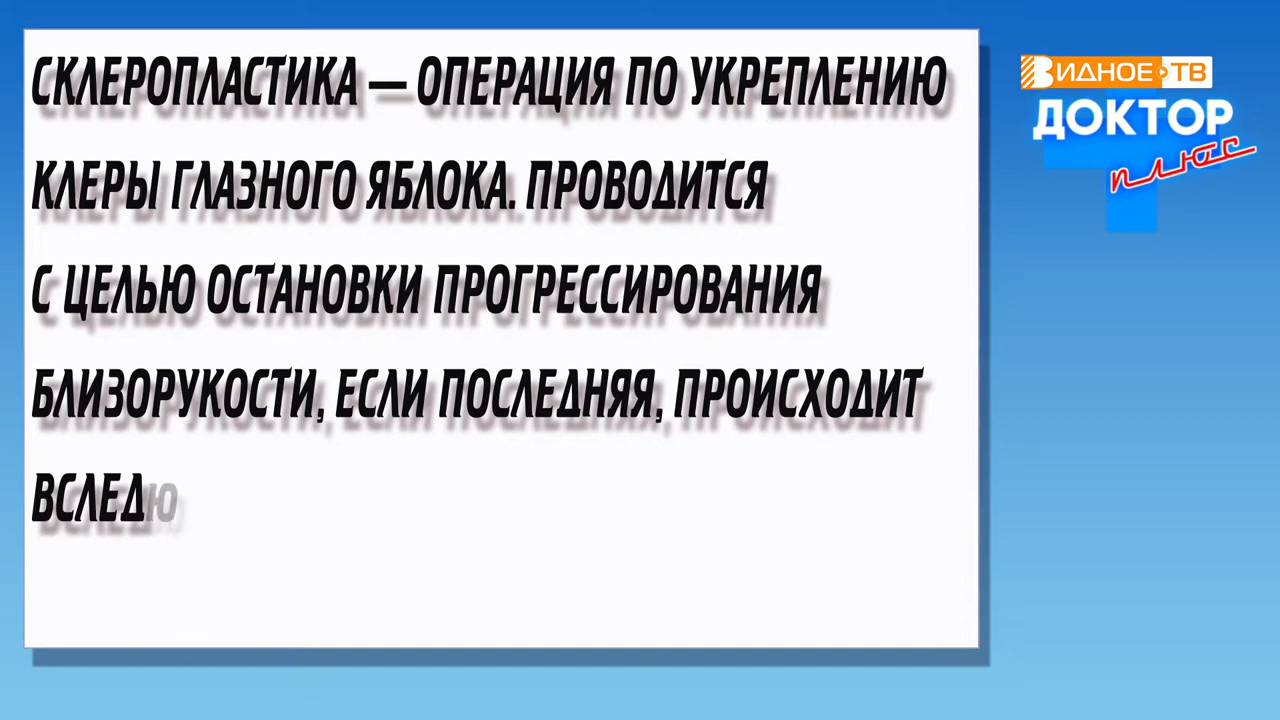 СКЛЕРОПЛАСТИКА — ОПЕРАЦИЯ ПО УКРЕПЛЕНИЮ
КЛЕРЫ ГЛАЗНОГО ЯБЛОКА. ПРОВОДИТСЯ
С ЦЕЛЬЮ ОСТАНОВКИ ПРОГРЕССИРОВАНИЯ
БЛИЗОРУКОСТИ, ЕСЛИ ПОСЛЕДНЯЯ, ПРОИСХОДИТ
ВСЛЕД
ВИДНОЕ ТВ
ДОКТОР
плюс